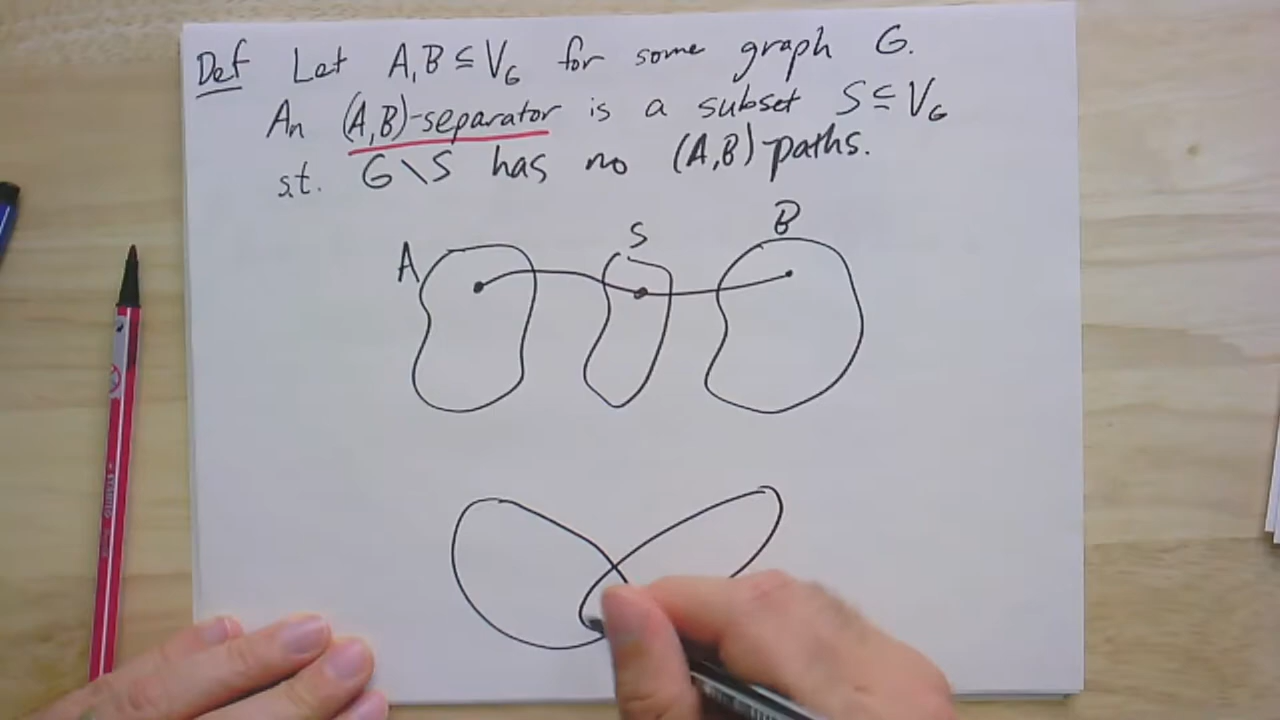 Def Let A,B ⊆ V_G for some graph G.
An (A,B)-separator is a subset S ⊆ V_G
s.t. G\S has no (A,B)-paths.
A S B